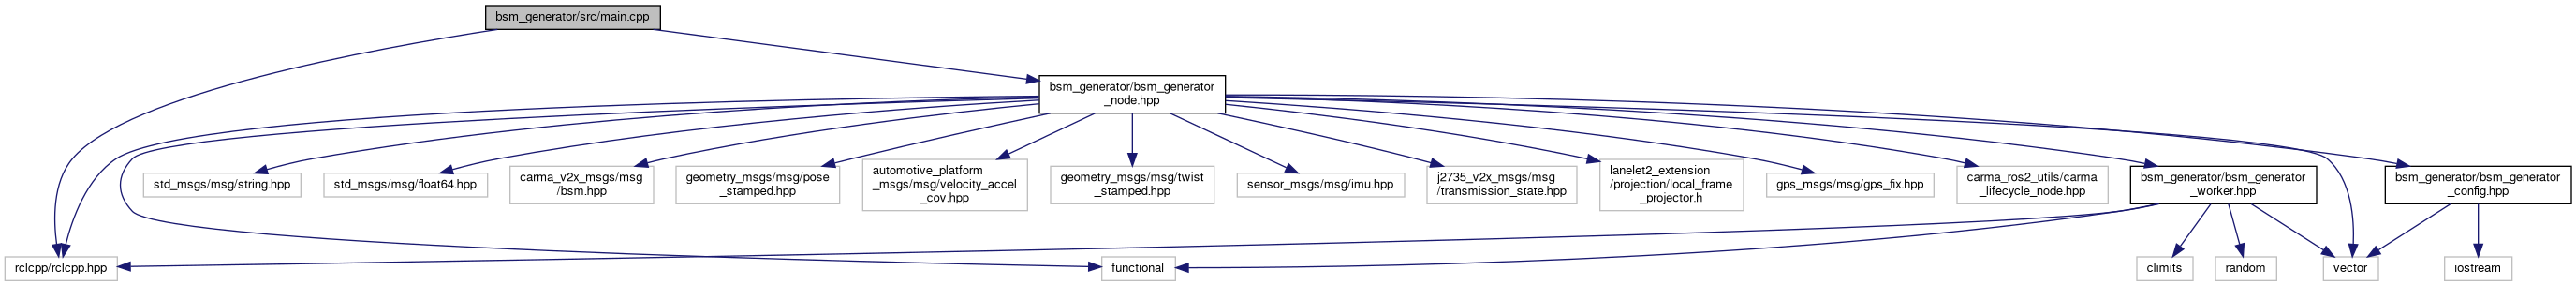 bsm_generator/src/main.cpp
bsm_generator/bsm_generator
_node.hpp
std_msgs/msg/string.hpp
std_msgs/msg/float64.hpp
carma_v2x_msgs/msg
/bsm.hpp
geometry_msgs/msg/pose
_stamped.hpp
automotive_platform
_msgs/msg/velocity_accel
_cov.hpp
geometry_msgs/msg/twist
_stamped.hpp
sensor_msgs/msg/imu.hpp
j2735_v2x_msgs/msg
/transmission_state.hpp
lanelet2_extension
/projection/local_frame
_projector.h
gps_msgs/msg/gps_fix.hpp
carma_ros2_utils/carma
_lifecycle_node.hpp
bsm_generator/bsm_generator
_worker.hpp
bsm_generator/bsm_generator
_config.hpp
rclcpp/rclcpp.hpp
functional
climits
random
vector
iostream